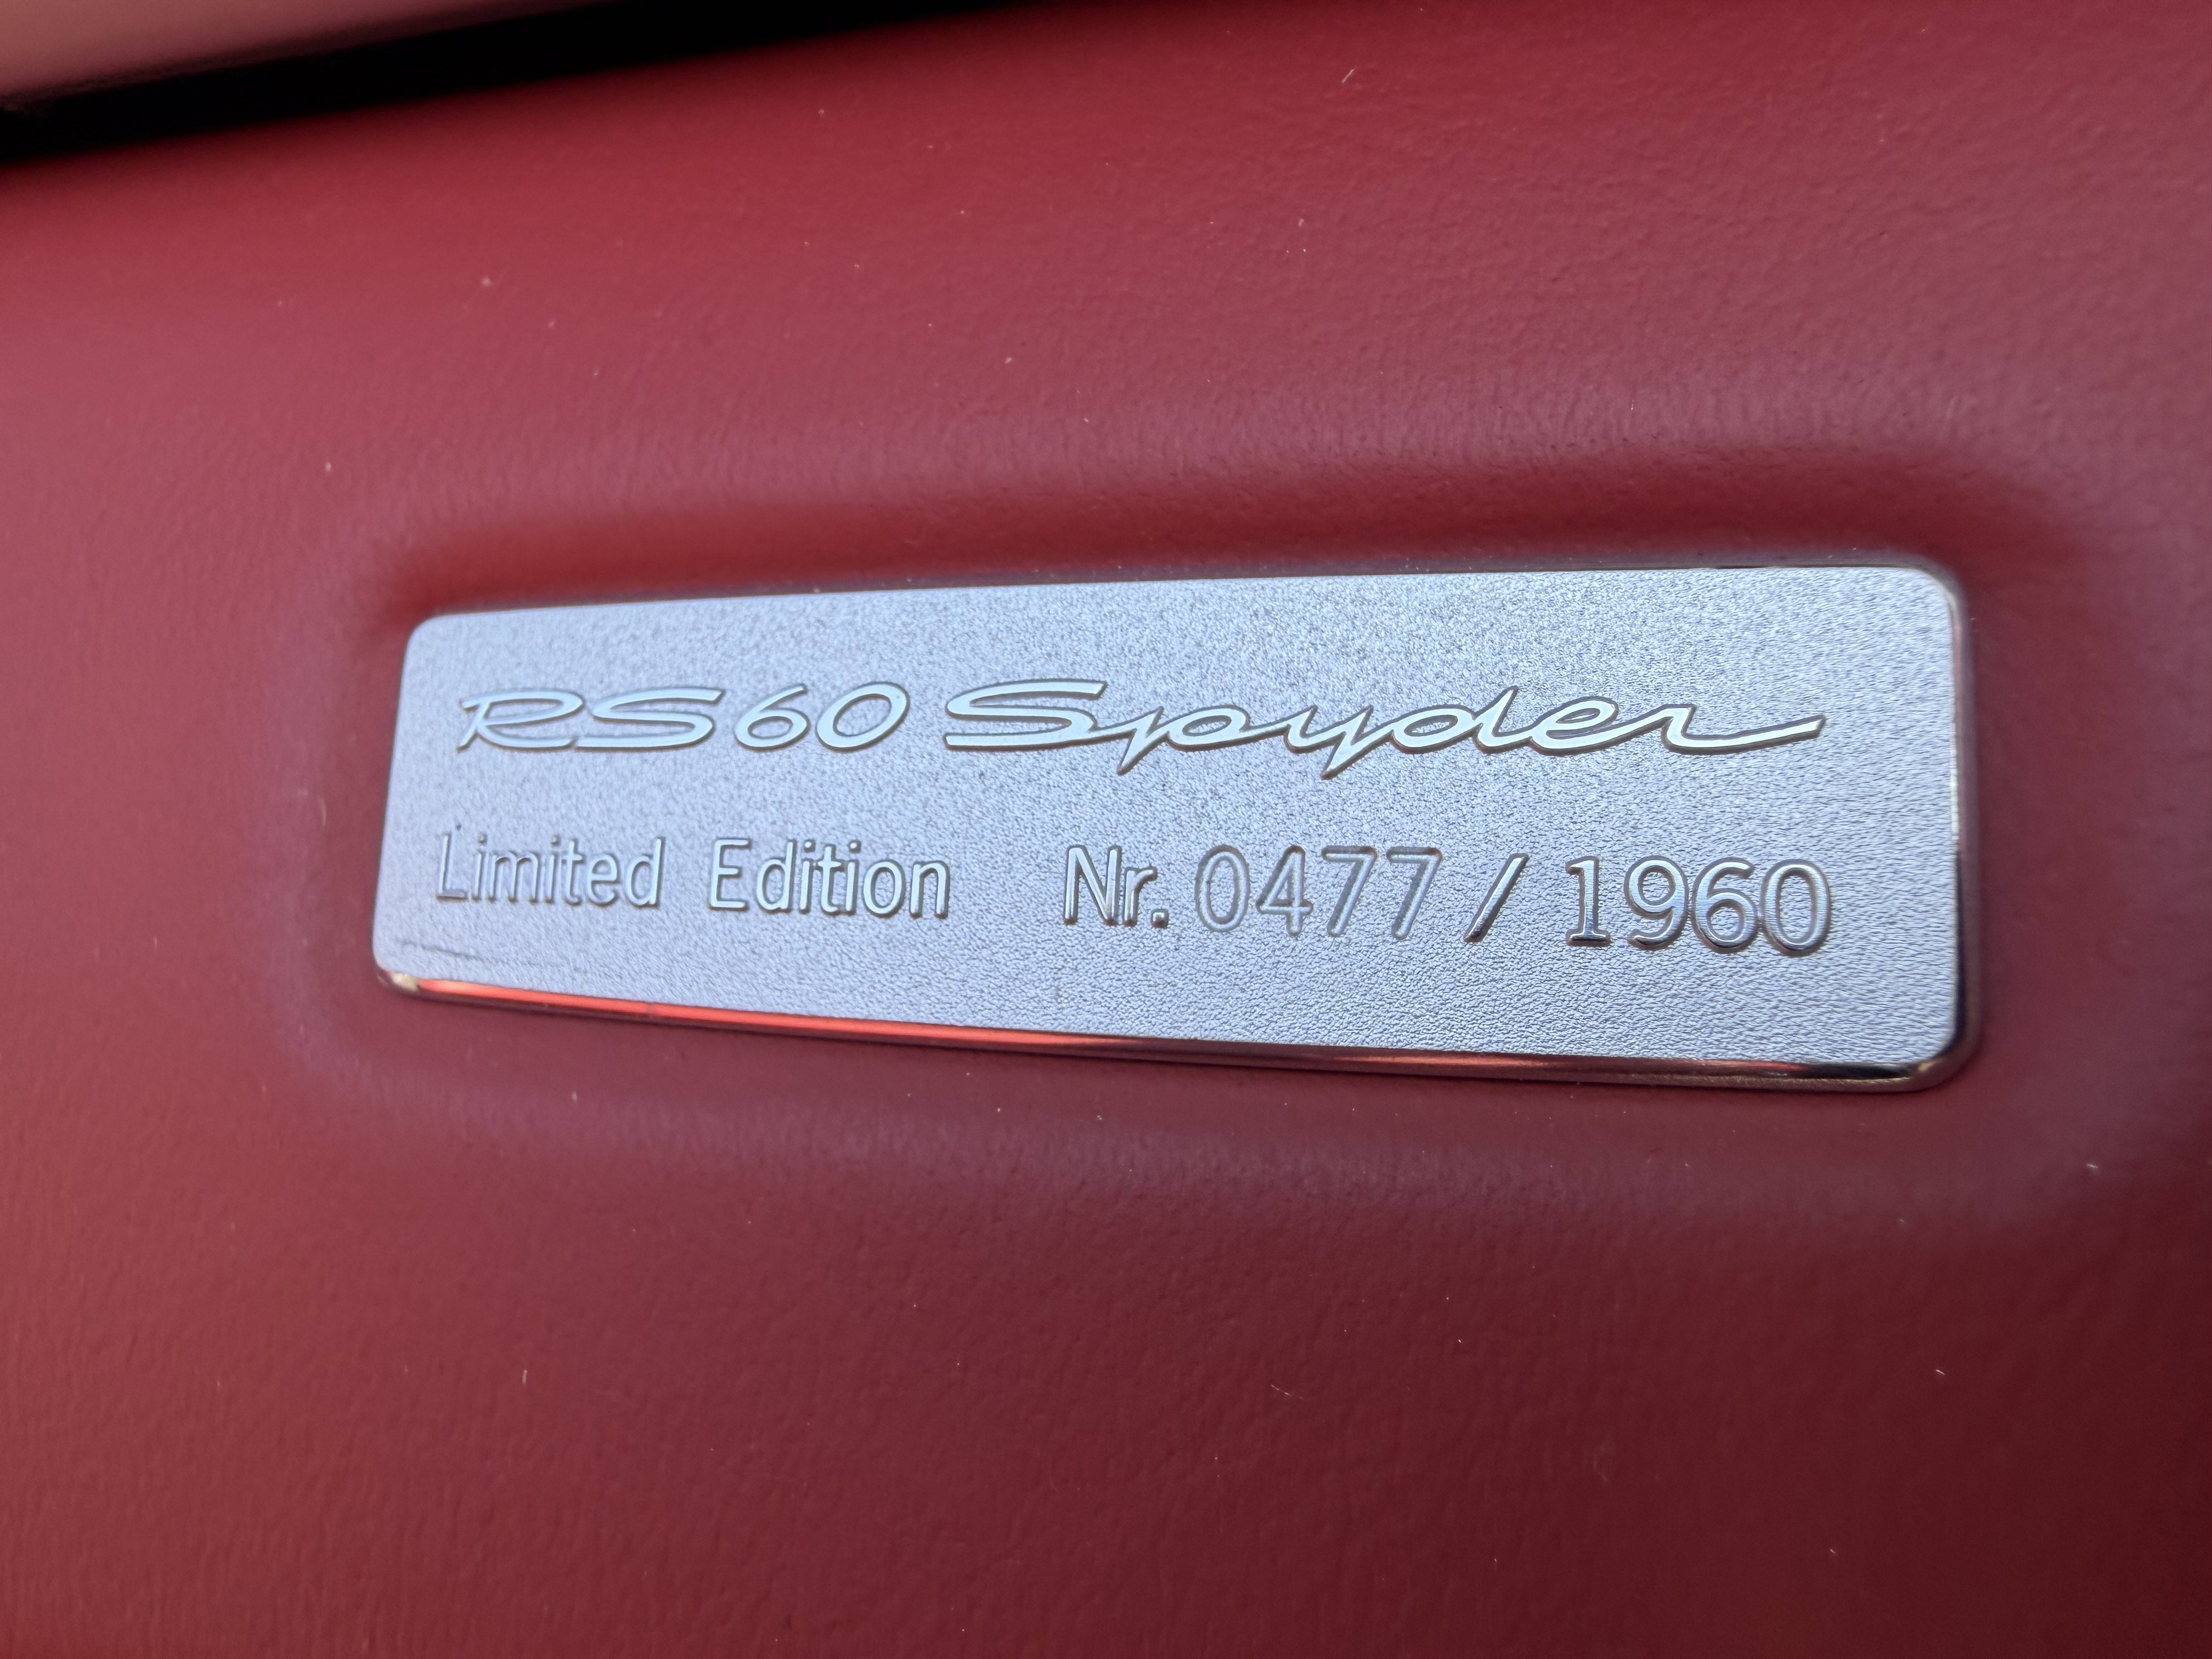 RS60 Spyder
Limited Edition Nr. 0477 / 1960